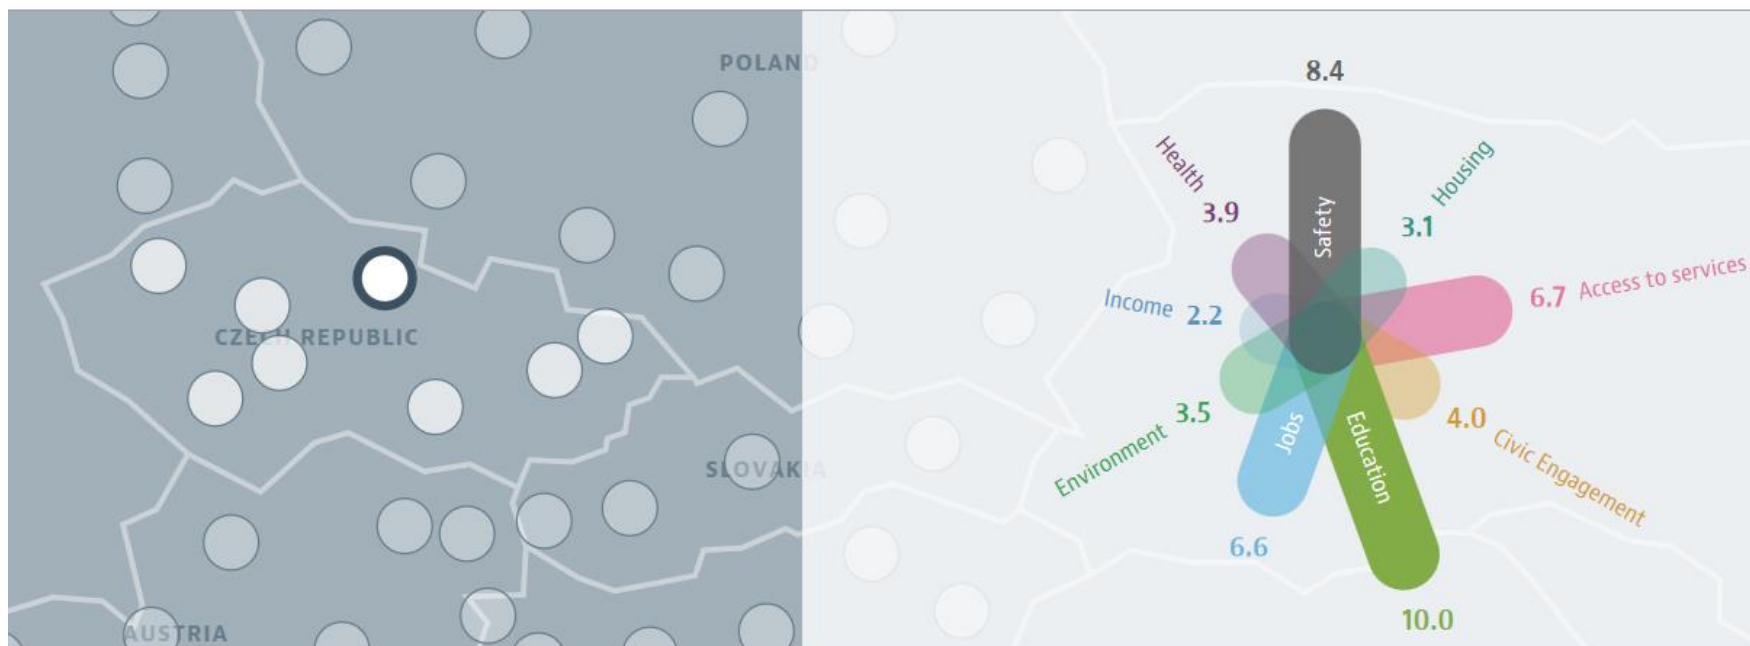 POLAND
CZECH REPUBLIC
SLOVAKIA
AUSTRIA
8.4
Safety
Health
3.9
Housing
3.1
Income 2.2
6.7 Access to services
Environment 3.5
4.0 Civic Engagement
Jobs
6.6
Education
10.0